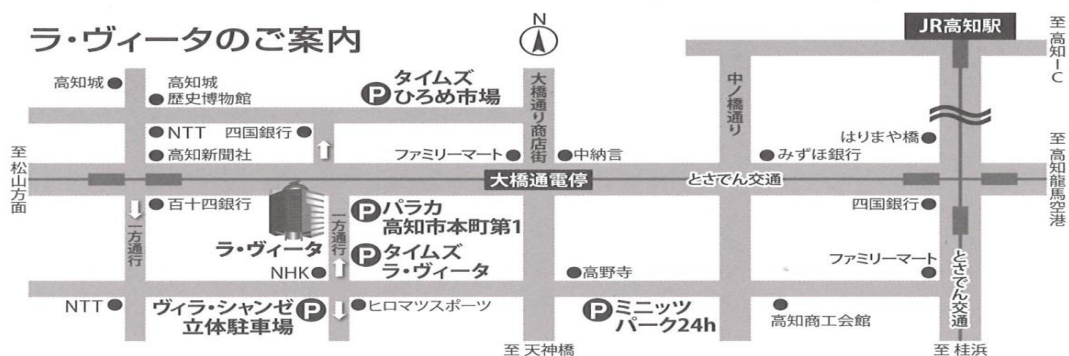 ラ・ヴィータのご案内
N
JR高知駅
至高知IC
高知城
高知城
歴史博物館
P タイムズ
ひろめ市場
大橋通り商店街
中ノ橋通り
NTT
四国銀行
はりまや橋
高知新聞社
ファミリーマート
中納言
みずほ銀行
至松山方面
大橋通電停
とさでん交通
至高知龍馬空港
百十四銀行
一方通行
ラ・ヴィータ
一方通行
P パラカ
高知市本町第1
四国銀行
P タイムズ
ラ・ヴィータ
NHK
高野寺
ファミリーマート
とさでん交通
NTT
ヴィラ・シャンゼ P
立体駐車場
ヒロマツスポーツ
P ミニッツ
パーク24h
高知商工会館
至 天神橋
至 桂浜